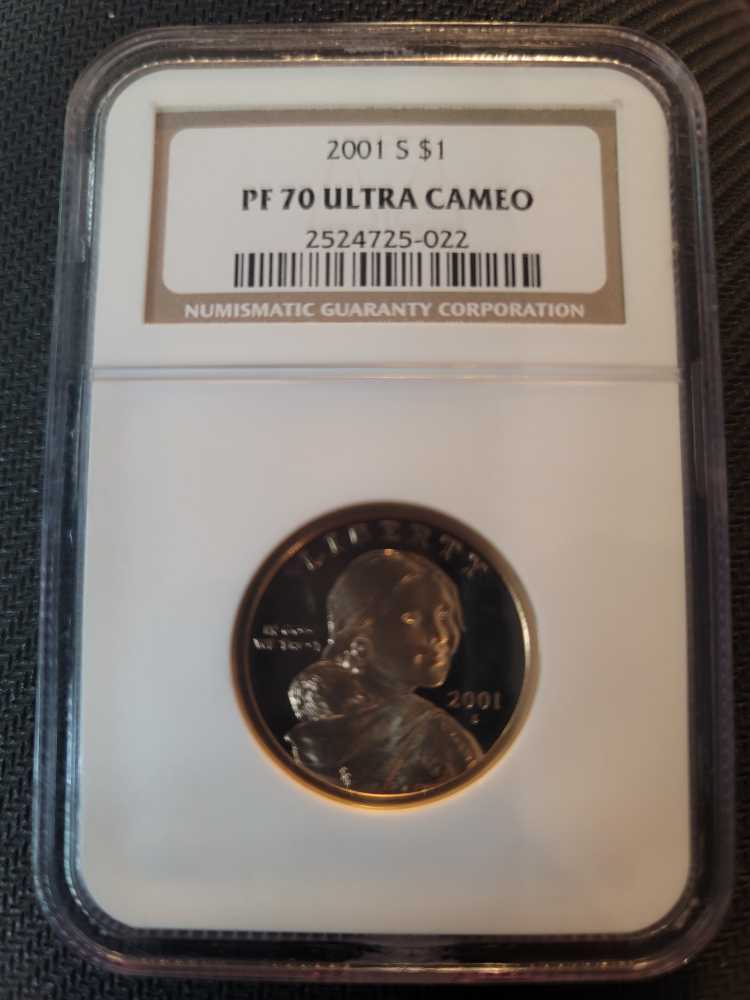 2001 S $1
PF 70 ULTRA CAMEO
2524725-022
NUMISMATIC GUARANTY CORPORATION
LIBERTY
2001
S